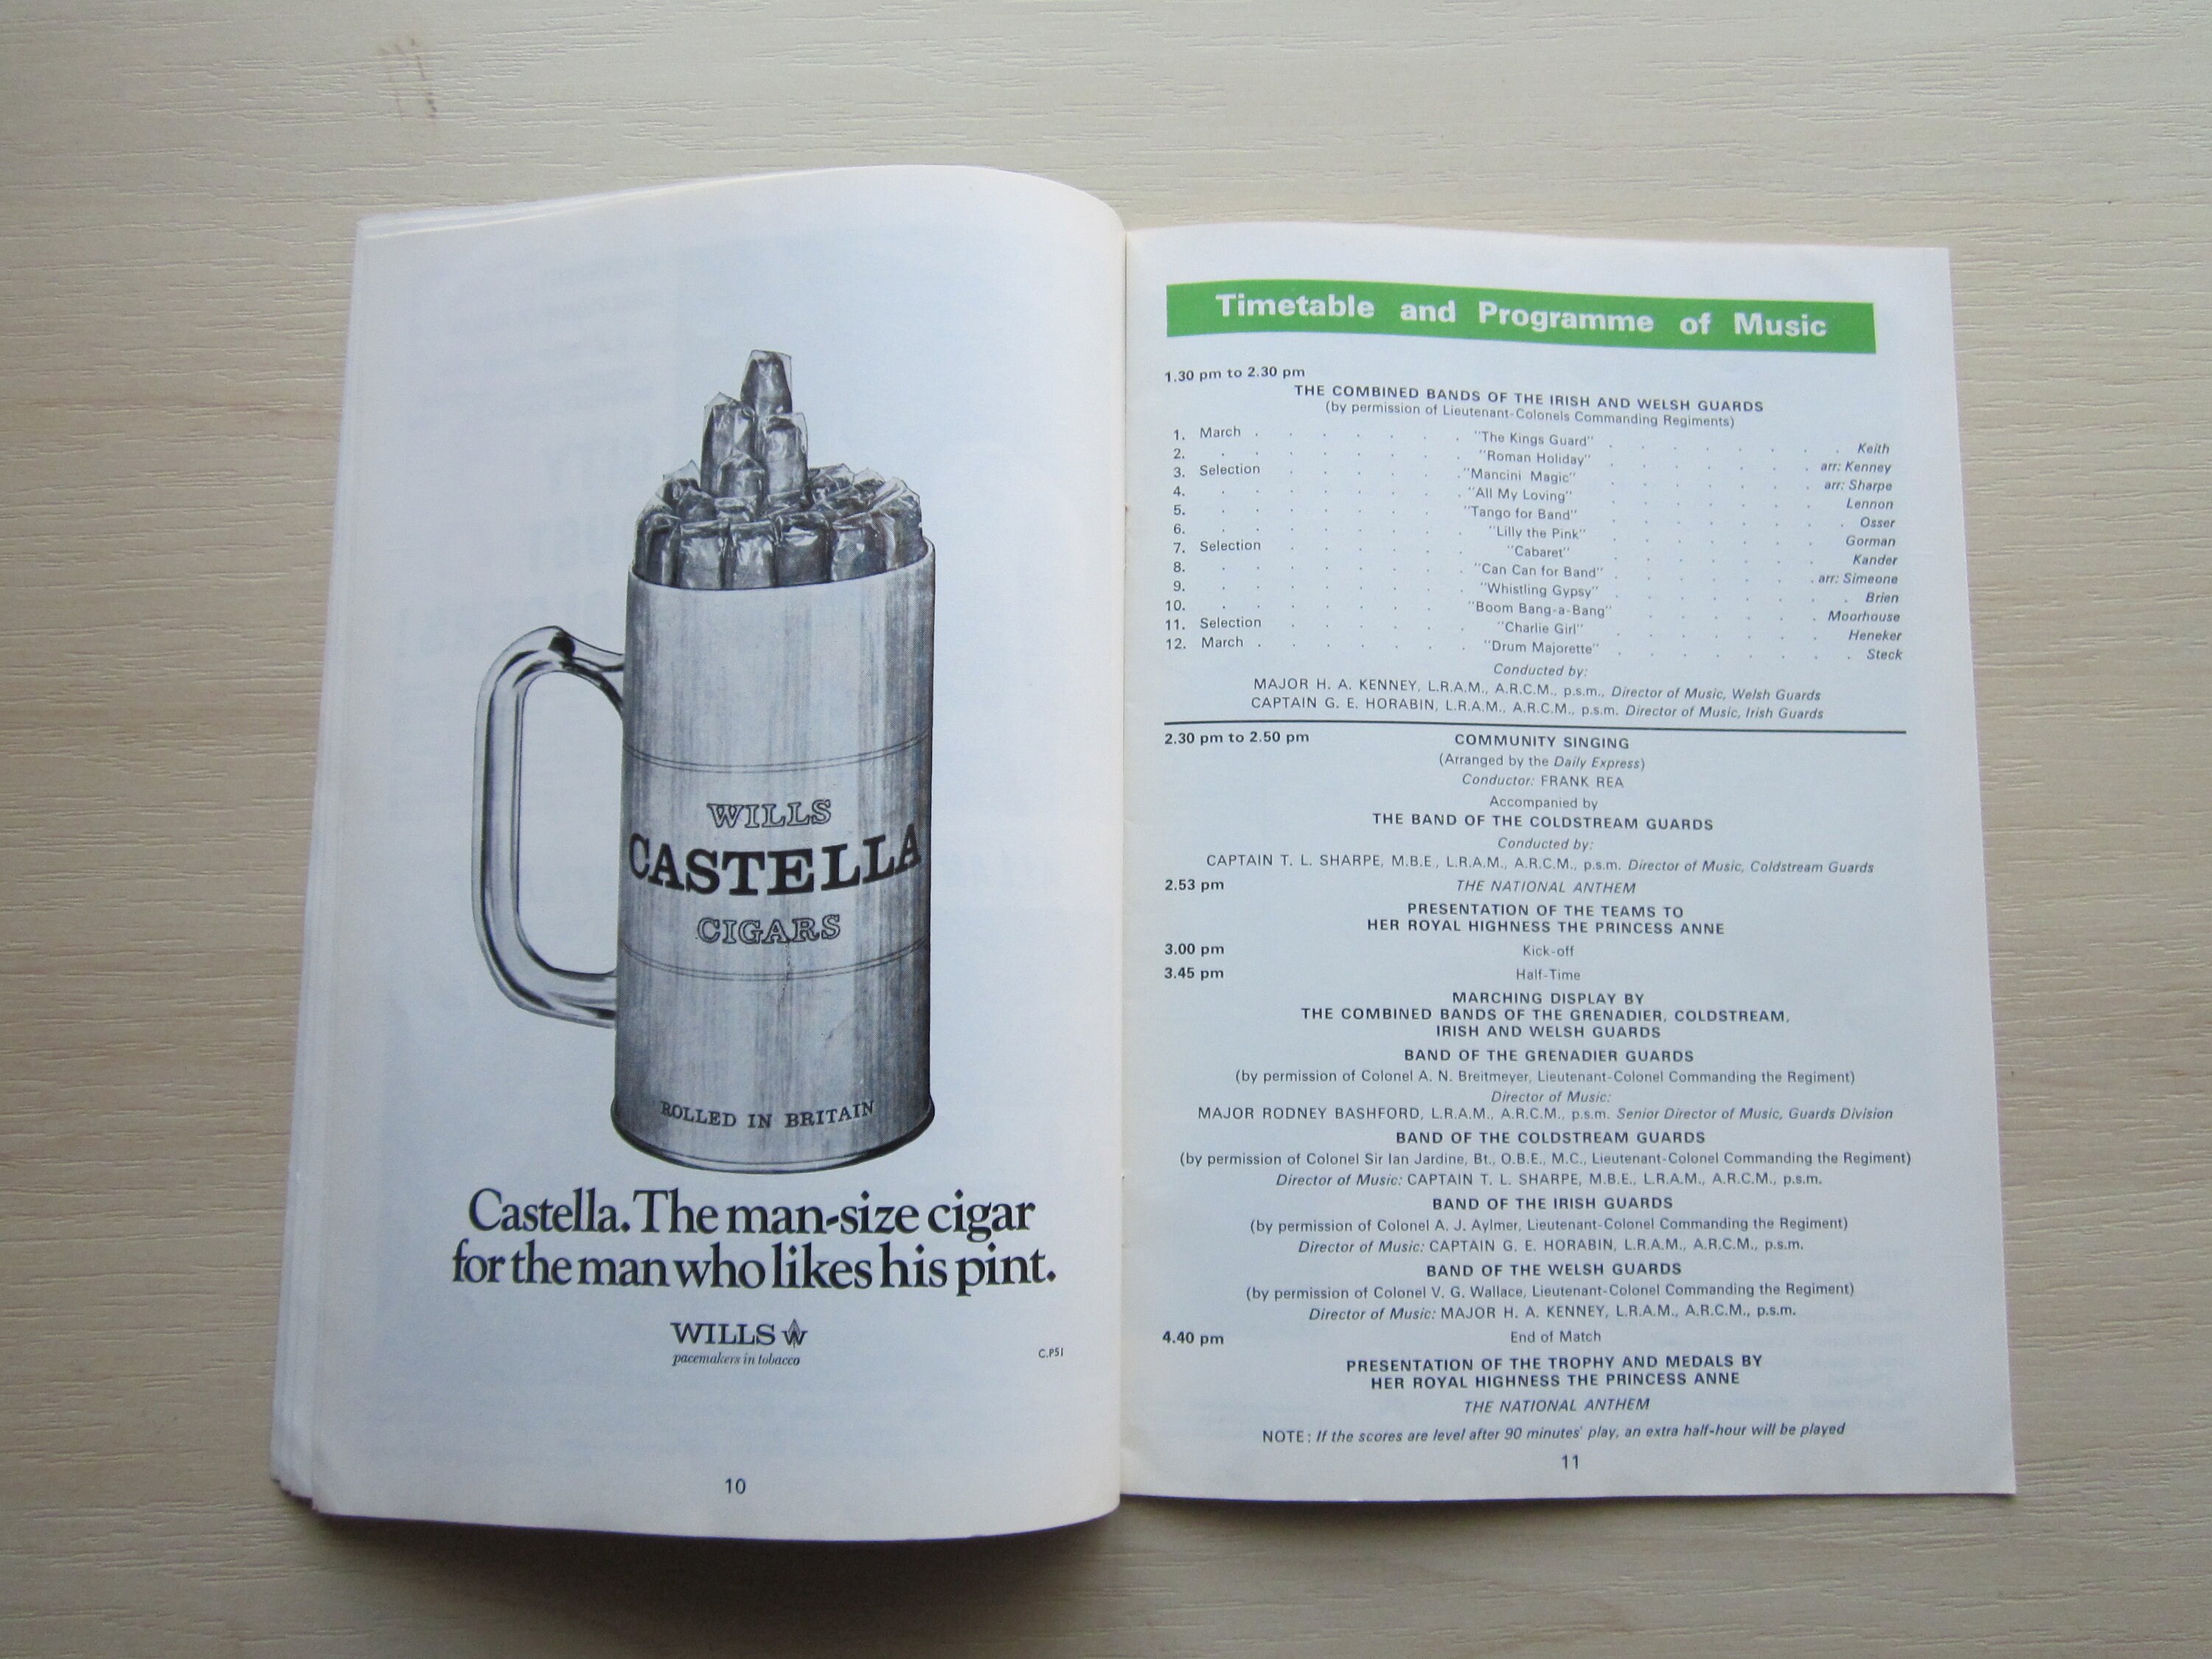 WILLS
CASTELLA
CIGARS
ROLLED IN BRITAIN
Castella. The man-size cigar
for the man who likes his pint.
WILLS
pacemakers in tobacco
C.P51
10
Timetable and Programme of Music
1.30 pm to 2.30 pm
THE COMBINED BANDS OF THE IRISH AND WELSH GUARDS
(by permission of Lieutenant-Colonels Commanding Regiments)
1. March . . . . . . . "The Kings Guard" . . . . . . . . Keith
2. . . . . . . . "Roman Holiday" . . . . . . . arr: Kenney
3. Selection . . . . . . "Mancini Magic" . . . . . . . arr: Sharpe
4. . . . . . . . . "All My Loving" . . . . . . . Lennon
5. . . . . . . . "Tango for Band" . . . . . . . . Osser
6. . . . . . . . "Lilly the Pink" . . . . . . . Gorman
7. Selection . . . . . . "Cabaret" . . . . . . . Kander
8. . . . . . . . "Can Can for Band" . . . . . . . arr: Simeone
9. . . . . . . . "Whistling Gypsy" . . . . . . . . Brien
10. . . . . . . . "Boom Bang-a-Bang" . . . . . . . Moorhouse
11. Selection . . . . . . "Charlie Girl" . . . . . . . Heneker
12. March . . . . . . . "Drum Majorette" . . . . . . . . Steck
Conducted by:
MAJOR H. A. KENNEY, L.R.A.M., A.R.C.M., p.s.m., Director of Music, Welsh Guards
CAPTAIN G. E. HORABIN, L.R.A.M., A.R.C.M., p.s.m. Director of Music, Irish Guards
2.30 pm to 2.50 pm COMMUNITY SINGING
(Arranged by the Daily Express)
Conductor: FRANK REA
Accompanied by
THE BAND OF THE COLDSTREAM GUARDS
Conducted by:
CAPTAIN T. L. SHARPE, M.B.E., L.R.A.M., A.R.C.M., p.s.m. Director of Music, Coldstream Guards
2.53 pm THE NATIONAL ANTHEM
PRESENTATION OF THE TEAMS TO
HER ROYAL HIGHNESS THE PRINCESS ANNE
3.00 pm Kick-off
3.45 pm Half-Time
MARCHING DISPLAY BY
THE COMBINED BANDS OF THE GRENADIER, COLDSTREAM,
IRISH AND WELSH GUARDS
BAND OF THE GRENADIER GUARDS
(by permission of Colonel A. N. Breitmeyer, Lieutenant-Colonel Commanding the Regiment)
Director of Music:
MAJOR RODNEY BASHFORD, L.R.A.M., A.R.C.M., p.s.m. Senior Director of Music, Guards Division
BAND OF THE COLDSTREAM GUARDS
(by permission of Colonel Sir Ian Jardine, Bt., O.B.E., M.C., Lieutenant-Colonel Commanding the Regiment)
Director of Music: CAPTAIN T. L. SHARPE, M.B.E., L.R.A.M., A.R.C.M., p.s.m.
BAND OF THE IRISH GUARDS
(by permission of Colonel A. J. Aylmer, Lieutenant-Colonel Commanding the Regiment)
Director of Music: CAPTAIN G. E. HORABIN, L.R.A.M., A.R.C.M., p.s.m.
BAND OF THE WELSH GUARDS
(by permission of Colonel V. G. Wallace, Lieutenant-Colonel Commanding the Regiment)
Director of Music: MAJOR H. A. KENNEY, L.R.A.M., A.R.C.M., p.s.m.
4.40 pm End of Match
PRESENTATION OF THE TROPHY AND MEDALS BY
HER ROYAL HIGHNESS THE PRINCESS ANNE
THE NATIONAL ANTHEM
NOTE: If the scores are level after 90 minutes' play, an extra half-hour will be played
11